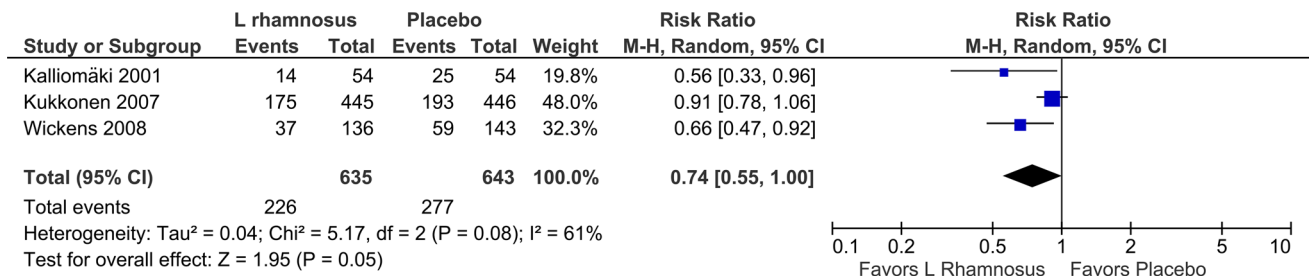 L rhamnosus Placebo Risk Ratio Risk Ratio
Study or Subgroup Events Total Events Total Weight M-H, Random, 95% CI M-H, Random, 95% CI
Kalliomäki 2001 14 54 25 54 19.8% 0.56 [0.33, 0.96]
Kukkonen 2007 175 445 193 446 48.0% 0.91 [0.78, 1.06]
Wickens 2008 37 136 59 143 32.3% 0.66 [0.47, 0.92]
Total (95% CI) 635 643 100.0% 0.74 [0.55, 1.00]
Total events 226 277
Heterogeneity: Tau² = 0.04; Chi² = 5.17, df = 2 (P = 0.08); I² = 61%
Test for overall effect: Z = 1.95 (P = 0.05)
0.1 0.2 0.5 1 2 5 10
Favors L Rhamnosus Favors Placebo